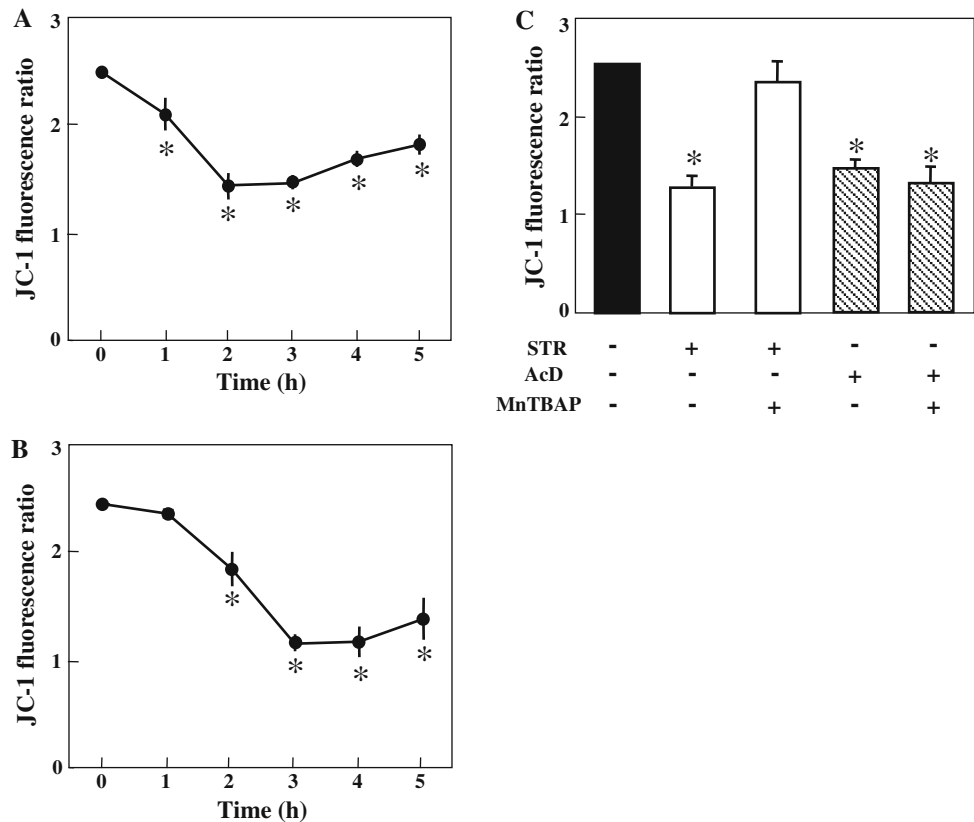 A
JC-1 fluorescence ratio
3
2
1
0
*
*
*
*
*
0 1 2 3 4 5
Time (h)
B
JC-1 fluorescence ratio
3
2
1
0
*
*
*
*
0 1 2 3 4 5
Time (h)
C
JC-1 fluorescence ratio
3
2
1
0
*
*
*
STR - + + - -
AcD - - - + +
MnTBAP - - + - +